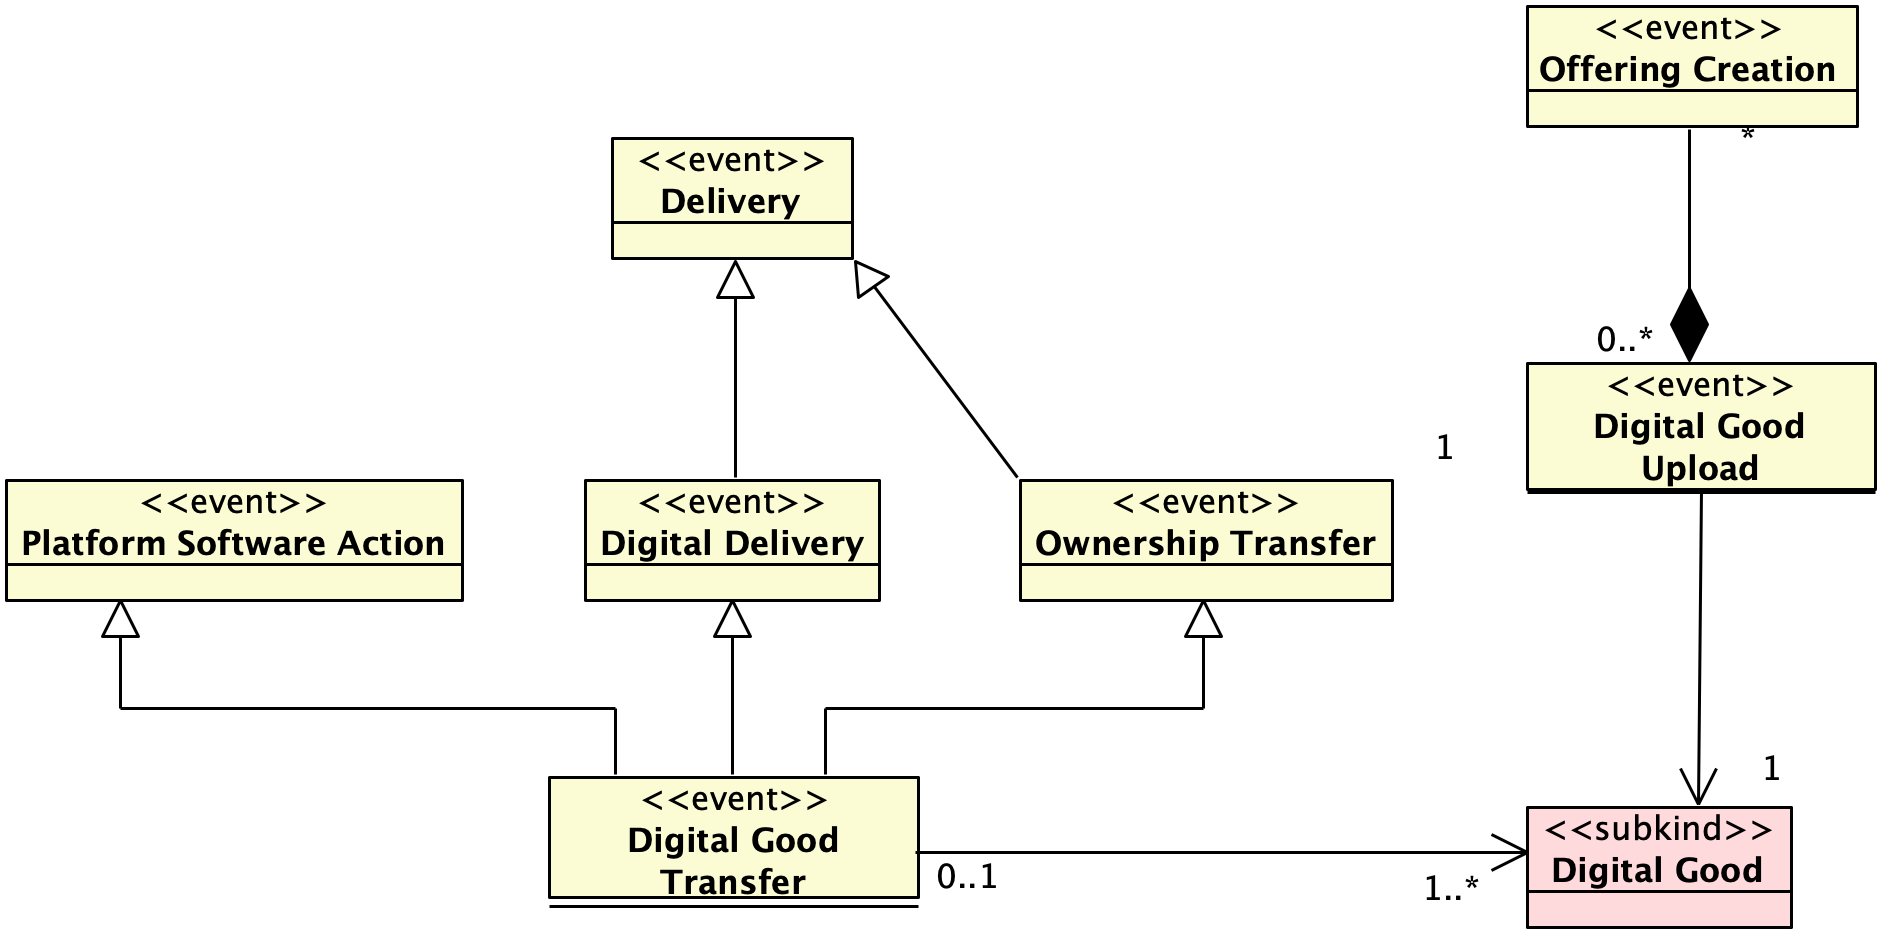 <<event>>
Offering Creation
*
<<event>>
Delivery
0..*
<<event>>
Digital Good
Upload
1
<<event>>
Platform Software Action
<<event>>
Digital Delivery
<<event>>
Ownership Transfer
1
<<event>>
Digital Good
Transfer
0..1
1..*
<<subkind>>
Digital Good